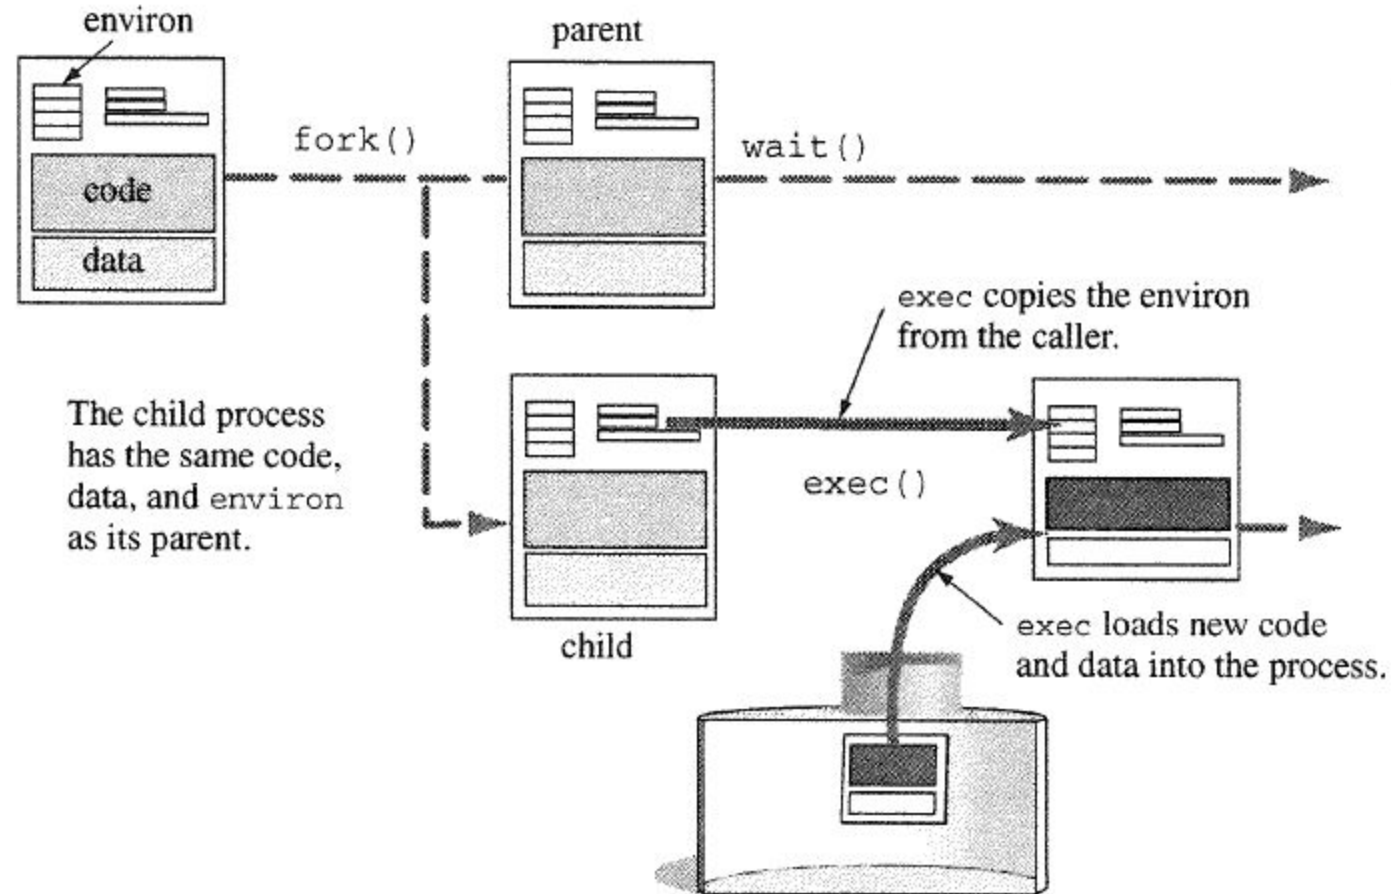 environ
parent
fork()
wait()
code
data
exec copies the environ
from the caller.
The child process
has the same code,
data, and environ
as its parent.
exec()
child
exec loads new code
and data into the process.